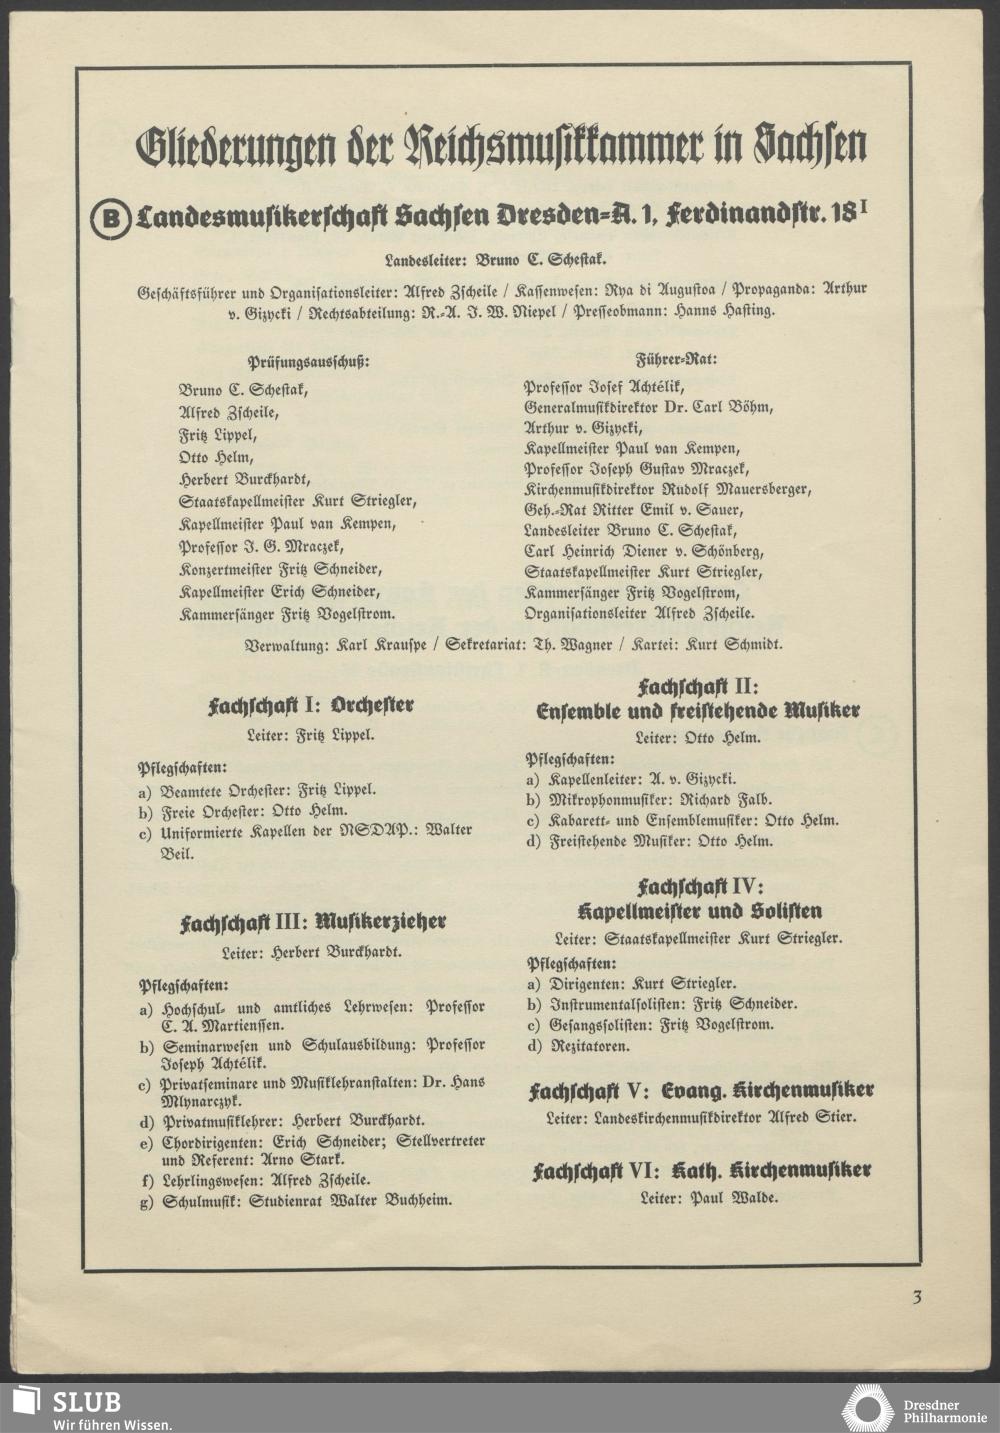 Gliederungen der Reichsmusikkammer in Sachsen
B Landesmusikerschaft Sachsen Dresden-A. 1, Ferdinandstr. 18 I
Landesleiter: Bruno C. Schestak.
Geschäftsführer und Organisationsleiter: Alfred Zscheile / Kassenwesen: Rya di Augustoa / Propaganda: Arthur
v. Gizycki / Rechtsabteilung: R.-A. J. W. Niepel / Presseobmann: Hanns Hasting.
Prüfungsausschuß:
Bruno C. Schestak,
Alfred Zscheile,
Fritz Lippel,
Otto Helm,
Herbert Burckhardt,
Staatskapellmeister Kurt Striegler,
Kapellmeister Paul van Kempen,
Professor J. G. Mraczek,
Konzertmeister Fritz Schneider,
Kapellmeister Erich Schneider,
Kammersänger Fritz Vogelstrom.
Führer-Rat:
Professor Josef Achtélik,
Generalmusikdirektor Dr. Carl Böhm,
Arthur v. Gizycki,
Kapellmeister Paul van Kempen,
Professor Joseph Gustav Mraczek,
Kirchenmusikdirektor Rudolf Mauersberger,
Geh.-Rat Ritter Emil v. Sauer,
Landesleiter Bruno C. Schestak,
Carl Heinrich Diener v. Schönberg,
Staatskapellmeister Kurt Striegler,
Kammersänger Fritz Vogelstrom,
Organisationsleiter Alfred Zscheile.
Verwaltung: Karl Krauspe / Sekretariat: Th. Wagner / Kartei: Kurt Schmidt.
Fachschaft I: Orchester
Leiter: Fritz Lippel.
Pflegschaften:
a) Beamtete Orchester: Fritz Lippel.
b) Freie Orchester: Otto Helm.
c) Uniformierte Kapellen der NSDAP.: Walter
Beil.
Fachschaft II:
Ensemble und freistehende Musiker
Leiter: Otto Helm.
Pflegschaften:
a) Kapellenleiter: A. v. Gizycki.
b) Mikrophonmusiker: Richard Falb.
c) Kabarett- und Ensemblemusiker: Otto Helm.
d) Freistehende Musiker: Otto Helm.
Fachschaft III: Musikerzieher
Leiter: Herbert Burckhardt.
Pflegschaften:
a) Hochschul- und amtliches Lehrwesen: Professor
C. A. Martienssen.
b) Seminarwesen und Schulausbildung: Professor
Joseph Achtélik.
c) Privatseminare und Musiklehranstalten: Dr. Hans
Mlynarczyk.
d) Privatmusiklehrer: Herbert Burckhardt.
e) Chordirigenten: Erich Schneider; Stellvertreter
und Referent: Arno Stark.
f) Lehrlingswesen: Alfred Zscheile.
g) Schulmusik: Studienrat Walter Buchheim.
Fachschaft IV:
Kapellmeister und Solisten
Leiter: Staatskapellmeister Kurt Striegler.
Pflegschaften:
a) Dirigenten: Kurt Striegler.
b) Instrumentalsolisten: Fritz Schneider.
c) Gesangssolisten: Fritz Vogelstrom.
d) Rezitatoren.
Fachschaft V: Evang. Kirchenmusiker
Leiter: Landeskirchenmusikdirektor Alfred Stier.
Fachschaft VI: Kath. Kirchenmusiker
Leiter: Paul Walde.
3
SLUB
Wir führen Wissen.
Dresdner
Philharmonie